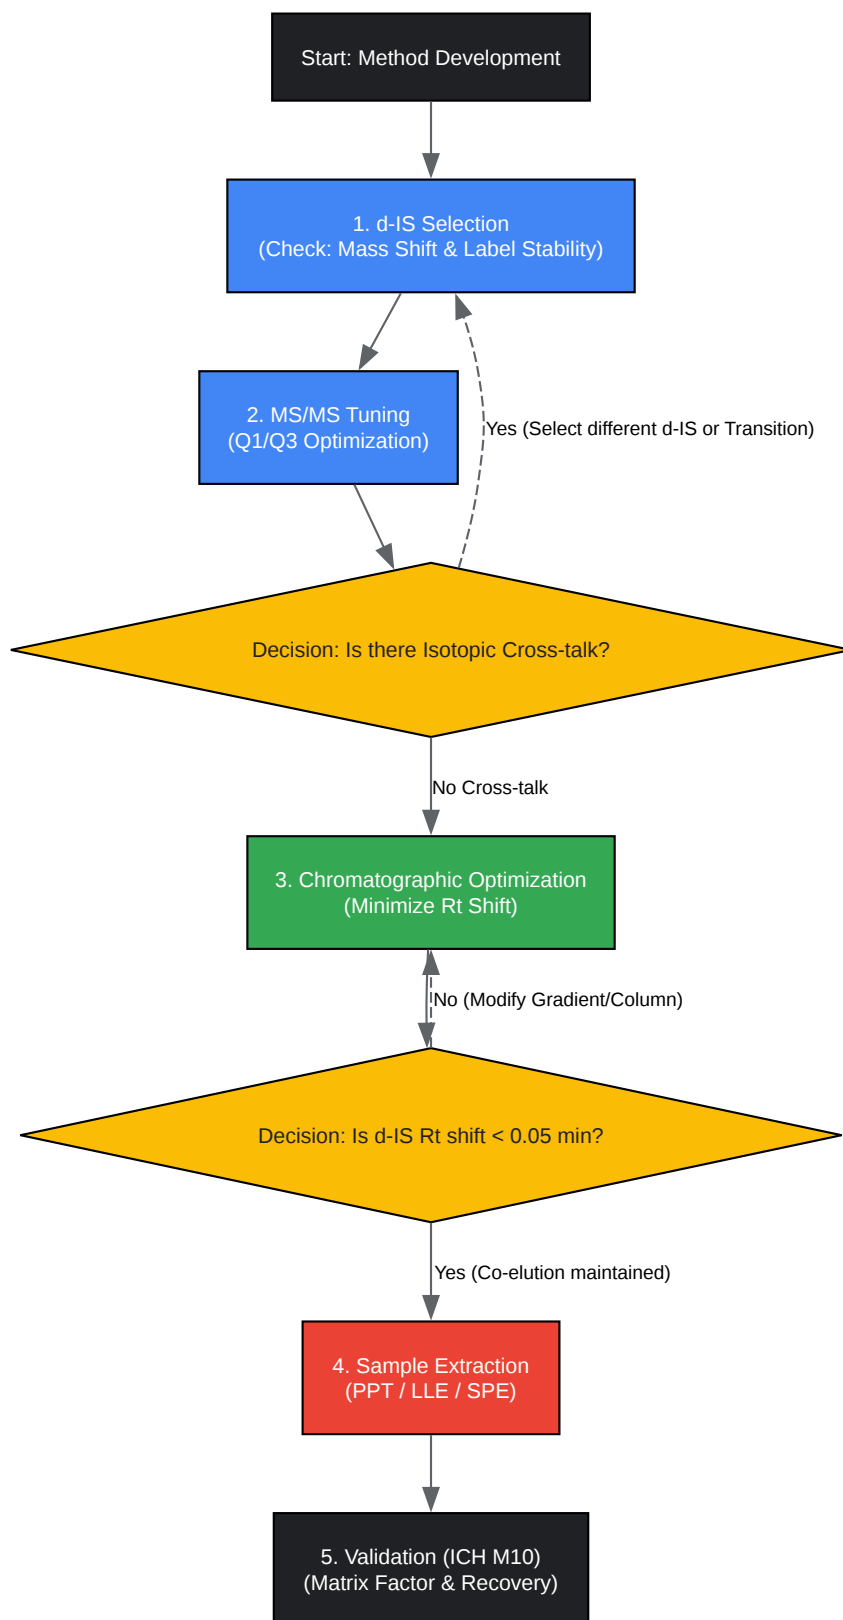 Start: Method Development
1. d-IS Selection
(Check: Mass Shift & Label Stability)
2. MS/MS Tuning
(Q1/Q3 Optimization)
Yes (Select different d-IS or Transition)
Decision: Is there Isotopic Cross-talk?
No Cross-talk
3. Chromatographic Optimization
(Minimize Rt Shift)
No (Modify Gradient/Column)
Decision: Is d-IS Rt shift < 0.05 min?
Yes (Co-elution maintained)
4. Sample Extraction
(PPT / LLE / SPE)
5. Validation (ICH M10)
(Matrix Factor & Recovery)